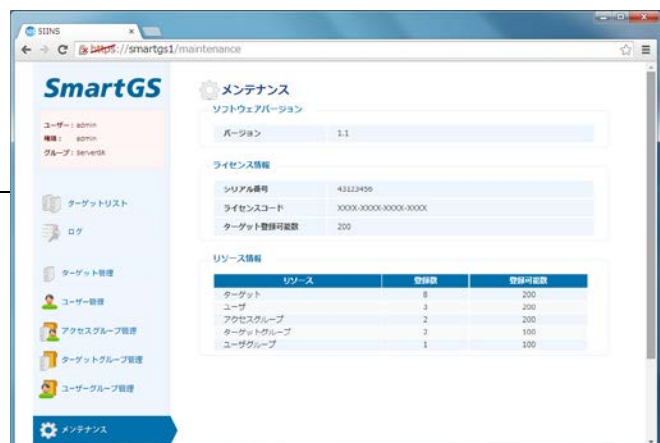 SIINS
https://smartgs1/maintenance
SmartGS
ユーザー: admin
権限: admin
グループ: ServerGK
ターゲットリスト
ログ
ターゲット管理
ユーザー管理
アクセスグループ管理
ターゲットグループ管理
ユーザーグループ管理
メンテナンス
メンテナンス
ソフトウェアバージョン
バージョン 1.1
ライセンス情報
シリアル番号 43123456
ライセンスコード XXXX-XXXX-XXXX-XXXX
ターゲット登録可能数 200
リソース情報
リソース 登録数 登録可能数
ターゲット 8 200
ユーザ 3 200
アクセスグループ 2 200
ターゲットグループ 2 100
ユーザグループ 1 100